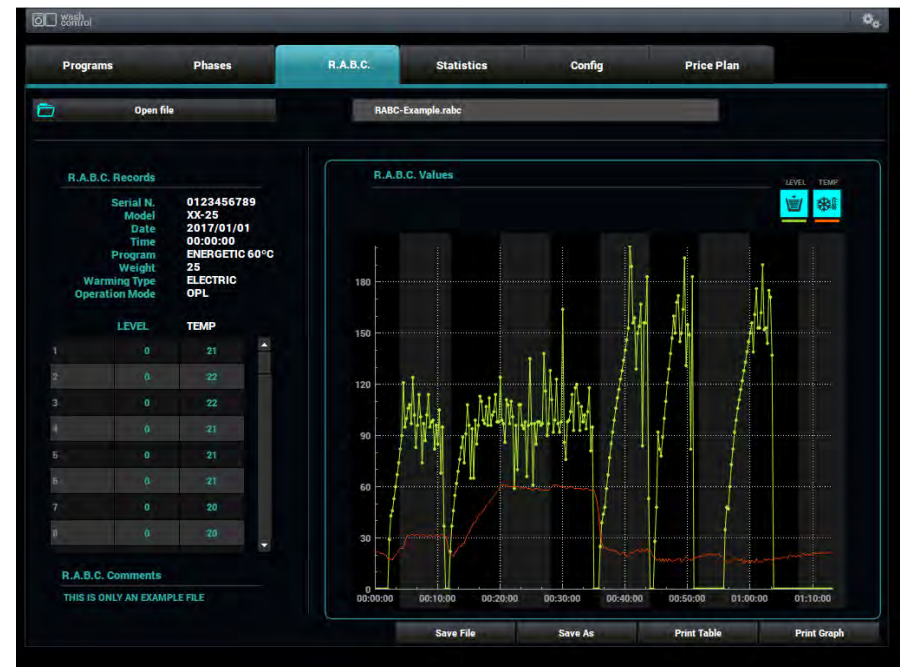 wash
control
Programs Phases R.A.B.C. Statistics Config Price Plan
Open file RABC-Example.rabc
R.A.B.C. Records
Serial N. 0123456789
Model XX-25
Date 2017/01/01
Time 00:00:00
Program ENERGETIC 60ºC
Weight 25
Warming Type ELECTRIC
Operation Mode OPL
LEVEL TEMP
1 0 21
2 0 22
3 0 22
4 0 21
5 0 21
6 0 21
7 0 20
8 0 20
R.A.B.C. Comments
THIS IS ONLY AN EXAMPLE FILE
R.A.B.C. Values
LEVEL TEMP
180
150
120
90
60
30
0
00:00:00 00:10:00 00:20:00 00:30:00 00:40:00 00:50:00 01:00:00 01:10:00
Save File Save As Print Table Print Graph